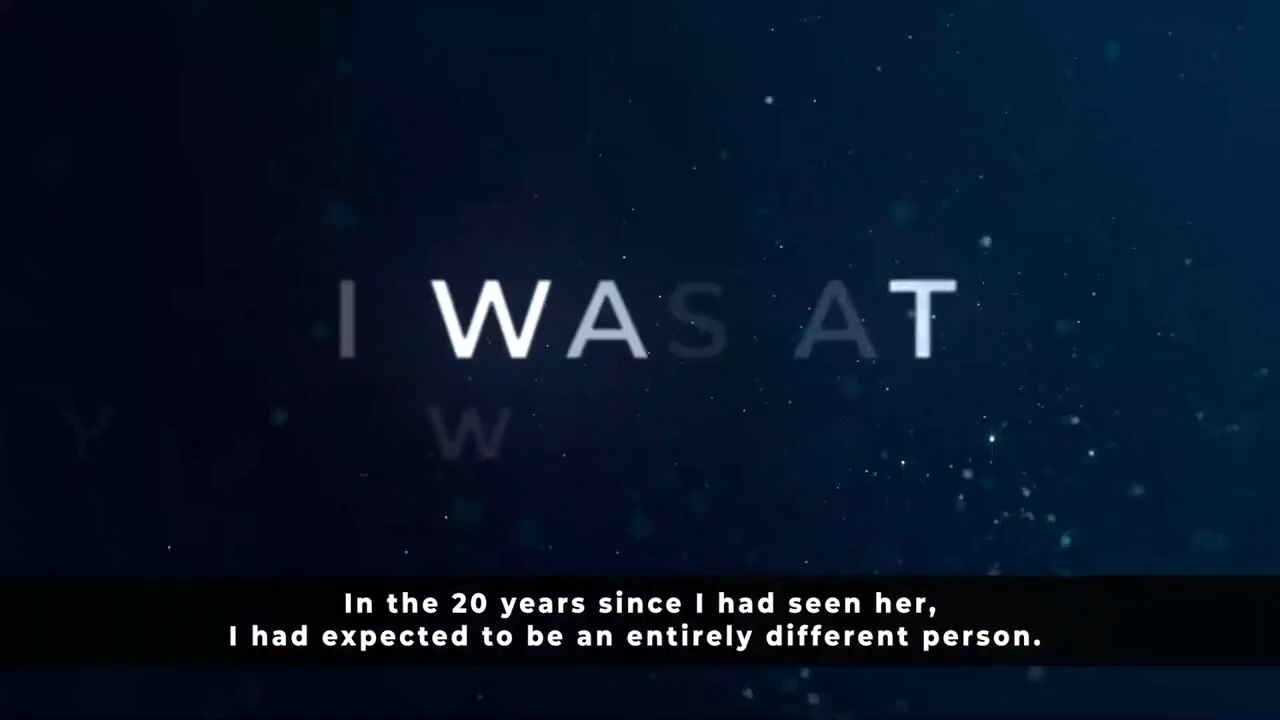 I WAS AT
In the 20 years since I had seen her,
I had expected to be an entirely different person.